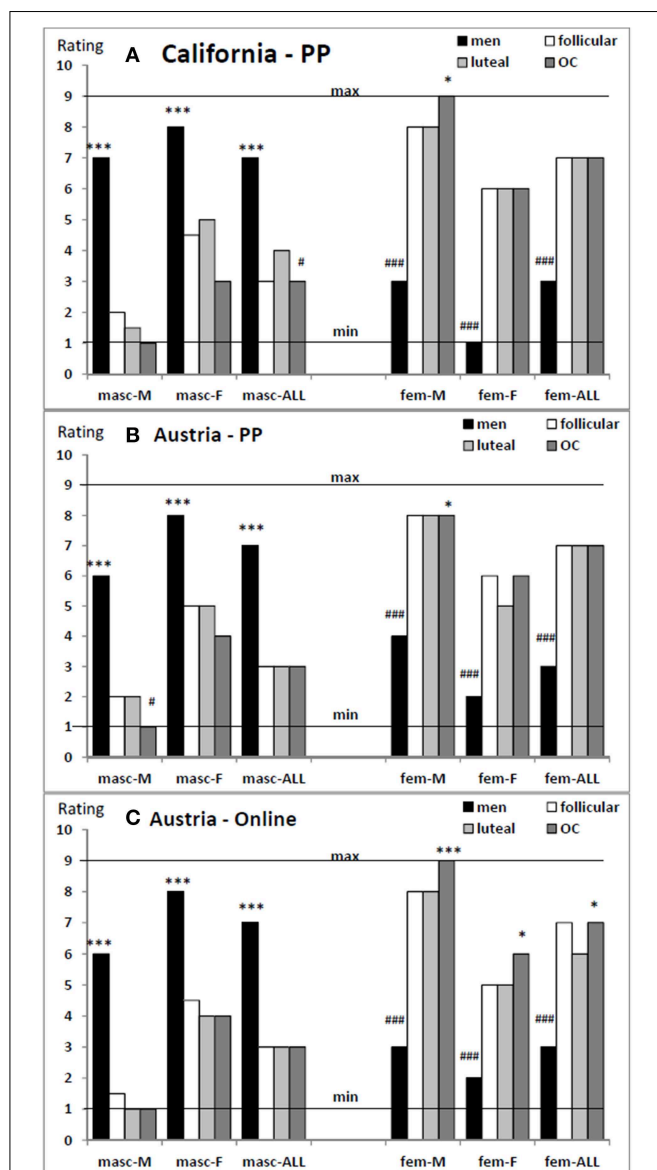 Rating A California - PP ■ men □ follicular
■ luteal ■ OC
10
*
9 max
***
8
*** ***
7
6
5
4
#
3 ### ###
2
###
1 min
0
masc-M masc-F masc-ALL fem-M fem-F fem-ALL
Rating B Austria - PP ■ men □ follicular
■ luteal ■ OC
10
9 max
***
8 *
***
7
***
6
5
###
4
###
3
###
2 #
1 min
0
masc-M masc-F masc-ALL fem-M fem-F fem-ALL
Rating C Austria - Online ■ men □ follicular
■ luteal ■ OC
10
***
9 max
***
8
***
7 *
*** *
6
5
4
### ###
3
###
2
1 min
0
masc-M masc-F masc-ALL fem-M fem-F fem-ALL